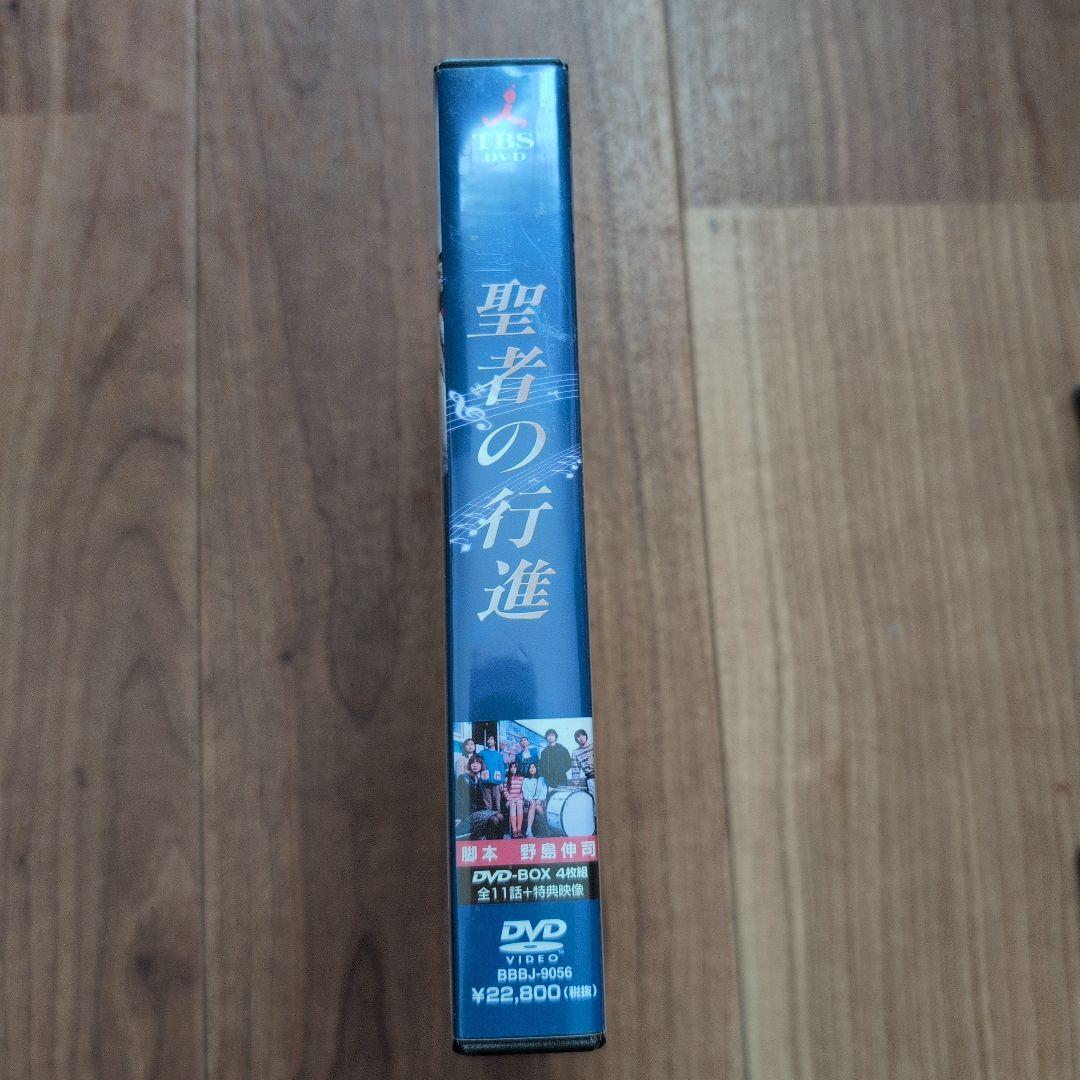 TBS
DVD
聖者の行進
脚本 野島伸司
DVD-BOX 4枚組
全11話+特典映像
DVD
VIDEO™
BBBJ-9056
¥22,800(税抜)